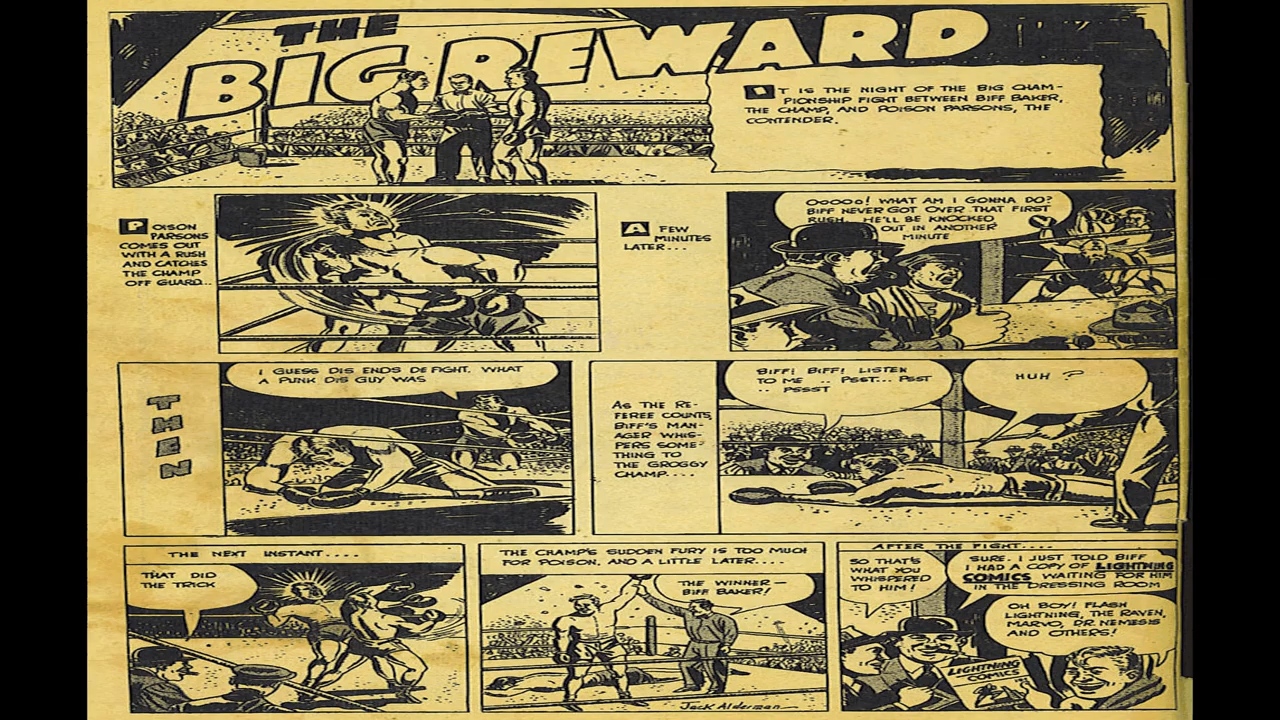 THE
BIG REWARD
IT IS THE NIGHT OF THE BIG CHAM-
PIONSHIP FIGHT BETWEEN BIFF BAKER,
THE CHAMP, AND POISON PARSONS, THE
CONTENDER.
POISON
PARSONS
COMES OUT
WITH A RUSH
AND CATCHES
THE CHAMP
OFF GUARD...
A FEW
MINUTES
LATER...
OOOOO! WHAT AM I GONNA DO?
BIFF NEVER GOT OVER THAT FIRST
RUSH. HE'LL BE KNOCKED
OUT IN ANOTHER
MINUTE
THEN
I GUESS DIS ENDS DE FIGHT. WHAT
A PUNK DIS GUY WAS
AS THE RE-
FEREE COUNTS,
BIFF'S MAN-
AGER WHIS-
PERS SOME-
THING TO
THE GROGGY
CHAMP....
BIFF! BIFF! LISTEN
TO ME .. PSST... PSST
.. PSSST
HUH ?
THE NEXT INSTANT....
THAT DID
THE TRICK
THE CHAMP'S SUDDEN FURY IS TOO MUCH
FOR POISON, AND A LITTLE LATER....
THE WINNER—
BIFF BAKER!
Jack Alderman
AFTER THE FIGHT....
SO THAT'S
WHAT YOU
WHISPERED
TO HIM!
SURE. I JUST TOLD BIFF
I HAD A COPY OF LIGHTNING
COMICS WAITING FOR HIM
IN THE DRESSING ROOM
OH BOY! FLASH
LIGHTNING, THE RAVEN,
MARVO, DR. NEMESIS
AND OTHERS!
LIGHTNING
COMICS